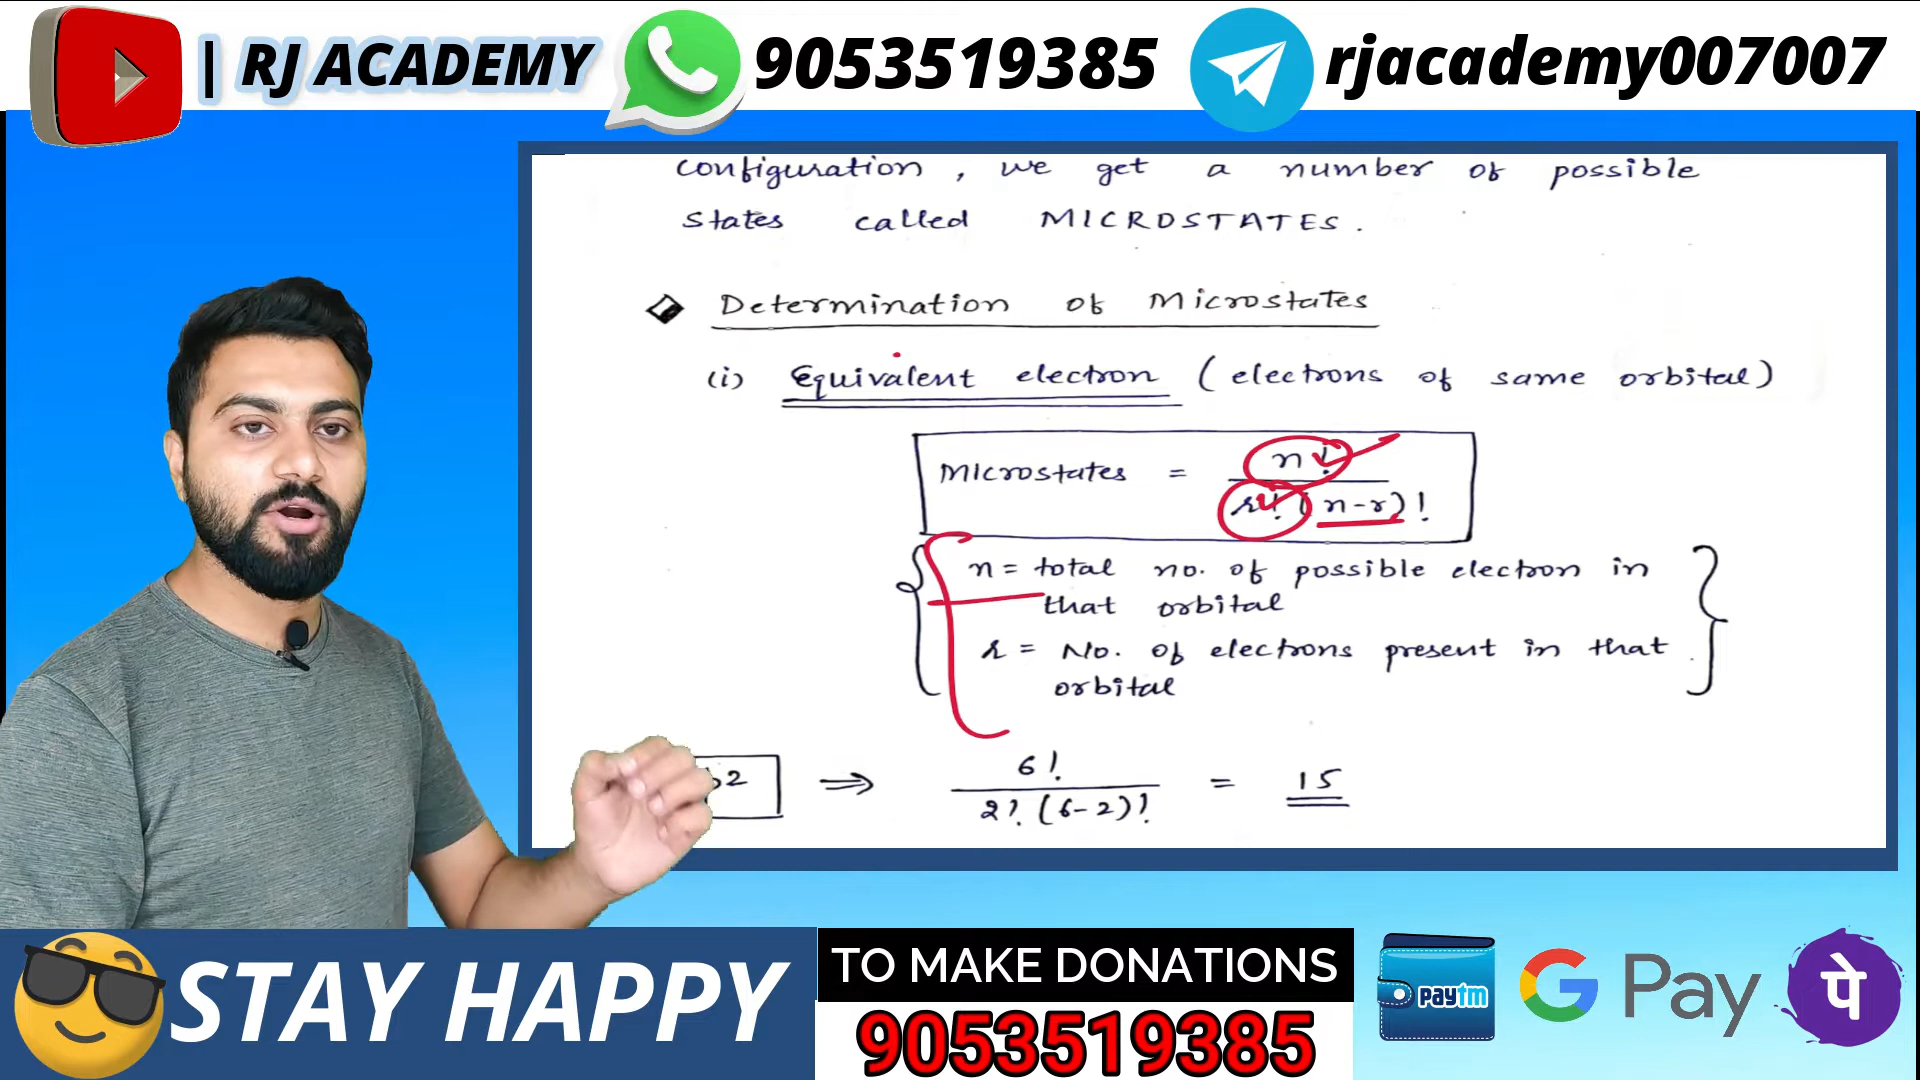 | RJ ACADEMY
9053519385
rjacademy007007
configuration, we get a number of possible
states called MICROSTATES.
Determination of Microstates
(i) Equivalent electron (electrons of same orbital)
Microstates = n! / r! (n-r)!
n = total no. of possible electron in
that orbital
r = No. of electrons present in that
orbital
2 ⇒ 6! / 2! (6-2)! = 15
STAY HAPPY
TO MAKE DONATIONS
9053519385
paytm
G Pay
पे